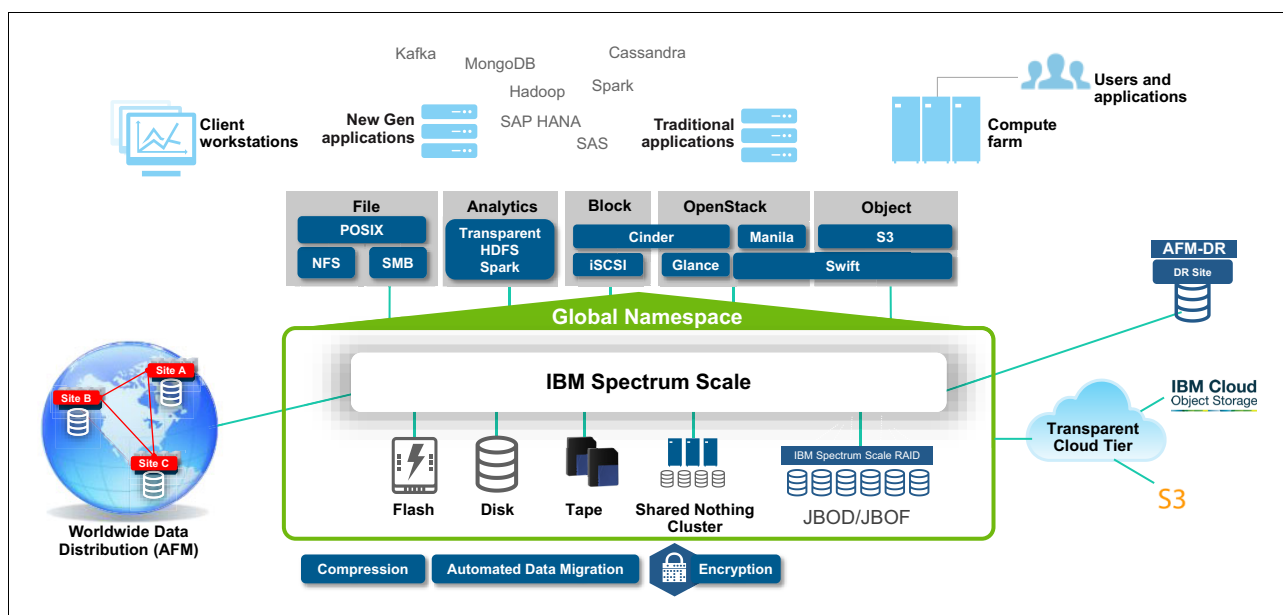 Kafka
MongoDB
Cassandra
Hadoop
Spark
SAP HANA
SAS
Client
workstations
New Gen
applications
Traditional
applications
Compute
farm
Users and
applications
File
POSIX
NFS
SMB
Analytics
Transparent
HDFS
Spark
Block
OpenStack
Cinder
Manila
iSCSI
Glance
Object
S3
Swift
AFM-DR
DR Site
Global Namespace
IBM Spectrum Scale
Site A
Site B
Site C
Worldwide Data
Distribution (AFM)
Flash
Disk
Tape
Shared Nothing
Cluster
IBM Spectrum Scale RAID
JBOD/JBOF
Transparent
Cloud Tier
IBM Cloud
Object Storage
S3
Compression
Automated Data Migration
Encryption